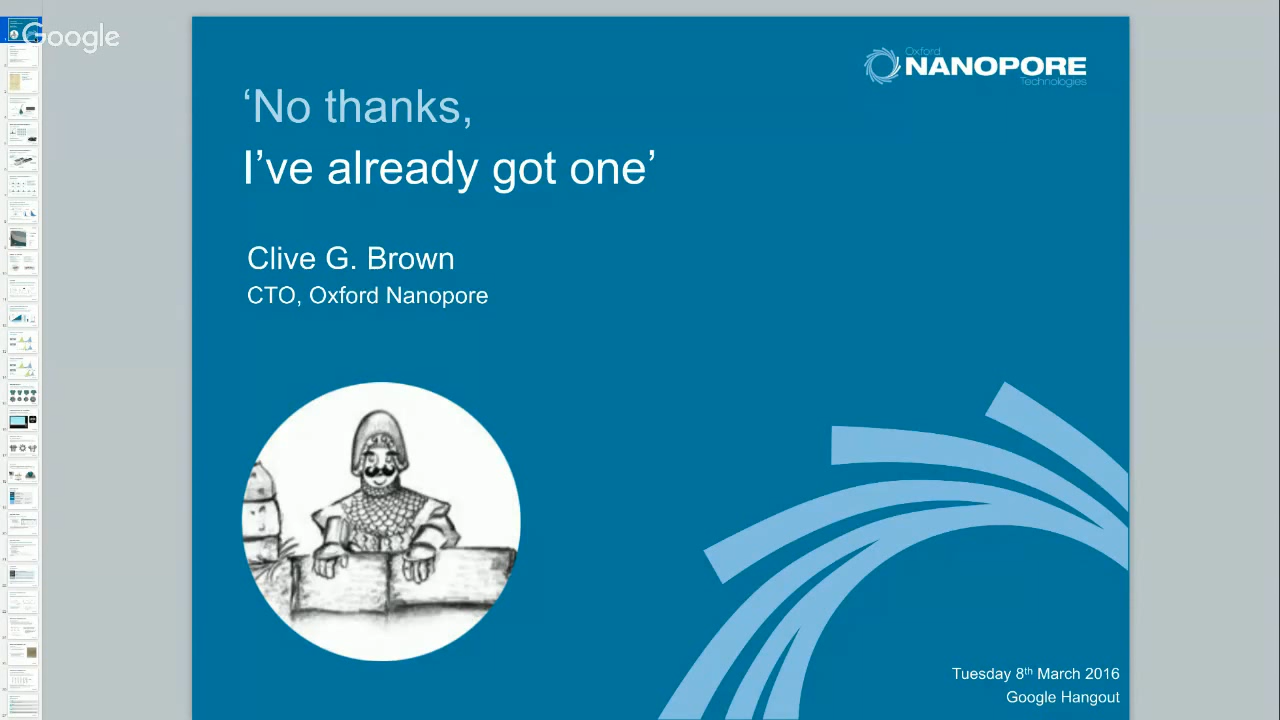 Google
Oxford
NANOPORE
Technologies
‘No thanks,
I’ve already got one’
Clive G. Brown
CTO, Oxford Nanopore
Tuesday 8th March 2016
Google Hangout